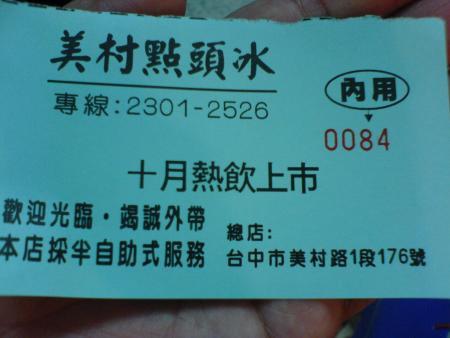 美村點頭冰
專線:2301-2526
內用
0084
十月熱飲上市
歡迎光臨·竭誠外帶
本店採半自助式服務
總店:
台中市美村路1段176號